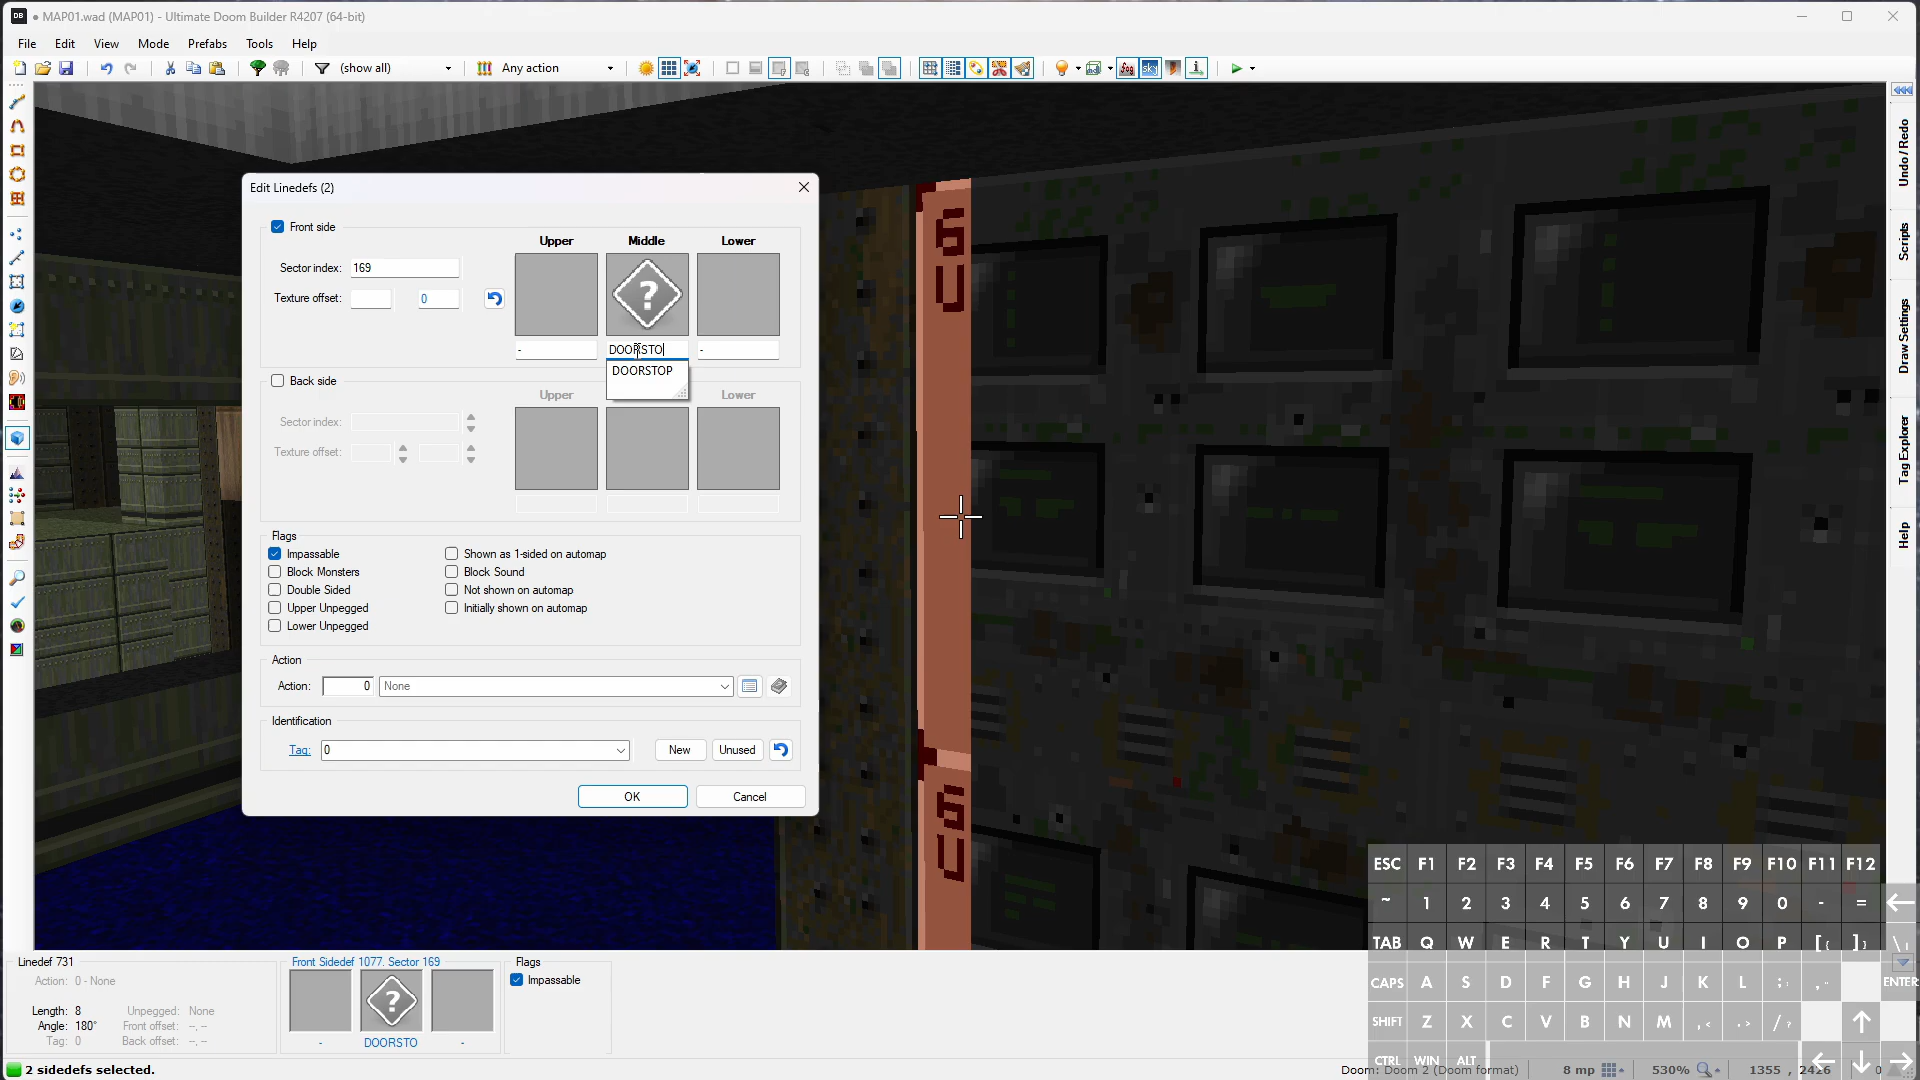 DB • MAP01.wad (MAP01) - Ultimate Doom Builder R4207 (64-bit)
File Edit View Mode Prefabs Tools Help
(show all) Any action
Undo / Redo
Scripts
Draw Settings
Tag Explorer
Help
Edit Linedefs (2)
Front side
Upper Middle Lower
Sector index: 169
Texture offset: 0
- DOORSTO -
DOORSTOP
Back side
Upper Lower
Sector index:
Texture offset:
Flags
Impassable Shown as 1-sided on automap
Block Monsters Block Sound
Double Sided Not shown on automap
Upper Unpegged Initially shown on automap
Lower Unpegged
Action
Action: 0 None
Identification
Tag: 0 New Unused
OK Cancel
ESC F1 F2 F3 F4 F5 F6 F7 F8 F9 F10 F11 F12
~ 1 2 3 4 5 6 7 8 9 0 - =
TAB Q W E R T Y U I O P [{ ]} \|
CAPS A S D F G H J K L ENTER
SHIFT Z X C V B N M ,< .> /?
CTRL WIN ALT
Linedef 731
Action: 0 - None
Length: 8 Unpegged: None
Angle: 180° Front offset: --, --
Tag: 0 Back offset: --, --
Front Sidedef 1077. Sector 169
- DOORSTO -
Flags
Impassable
2 sidedefs selected.
Doom: Doom 2 (Doom format) 8 mp 530% 1355 , 2426 0